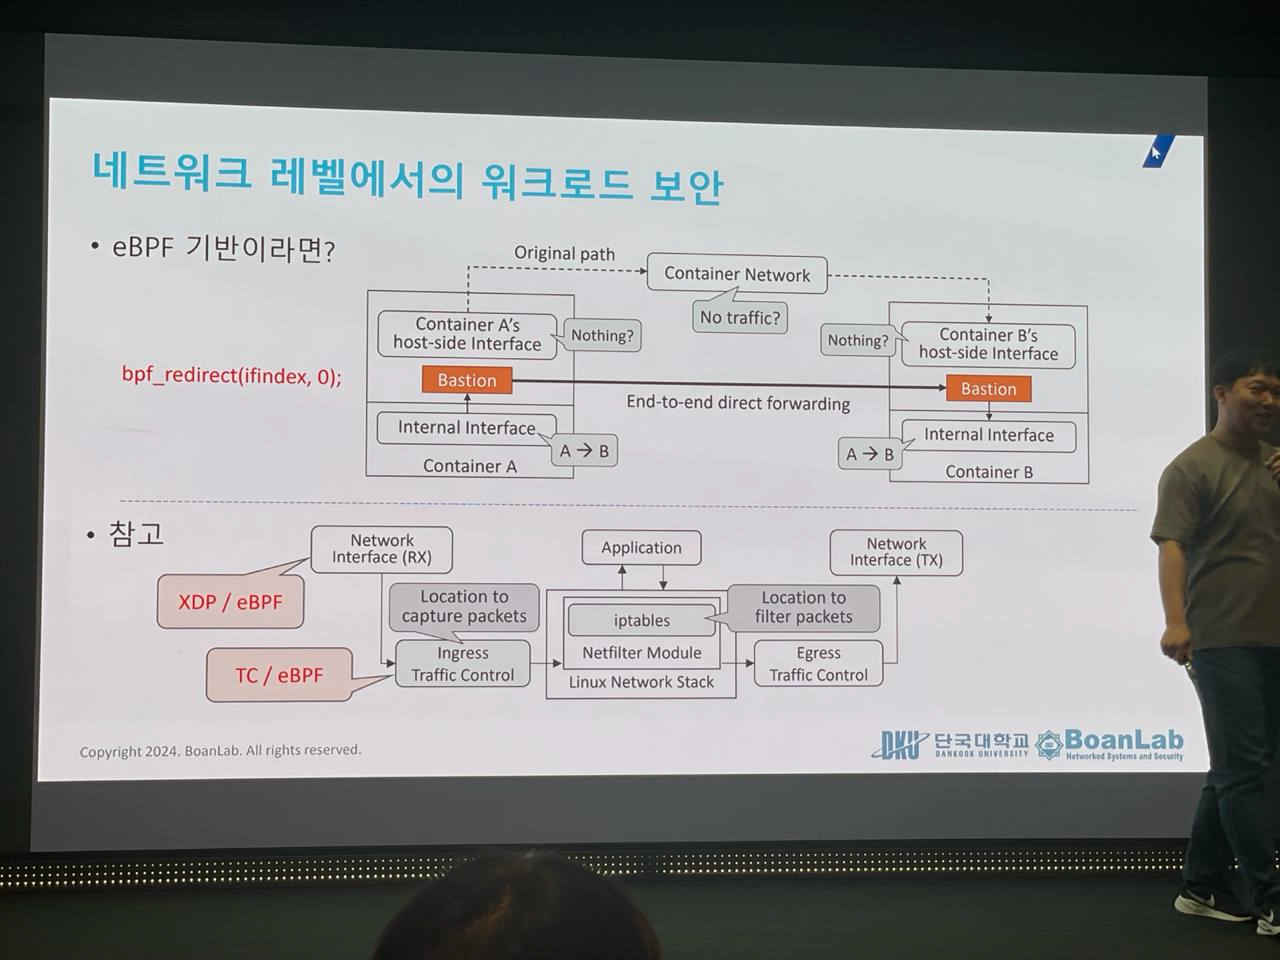 네트워크 레벨에서의 워크로드 보안
• eBPF 기반이라면?
Original path
Container Network
No traffic?
Container A's
host-side Interface
Nothing?
Nothing?
Container B's
host-side Interface
bpf_redirect(ifindex, 0);
Bastion
Bastion
End-to-end direct forwarding
Internal Interface
A → B
Container A
A → B
Internal Interface
Container B
• 참고
Network
Interface (RX)
Application
Network
Interface (TX)
XDP / eBPF
Location to
capture packets
iptables
Location to
filter packets
TC / eBPF
Ingress
Traffic Control
Netfilter Module
Linux Network Stack
Egress
Traffic Control
Copyright 2024. BoanLab. All rights reserved.
DKU 단국대학교
DANKOOK UNIVERSITY
BoanLab
Networked Systems and Security